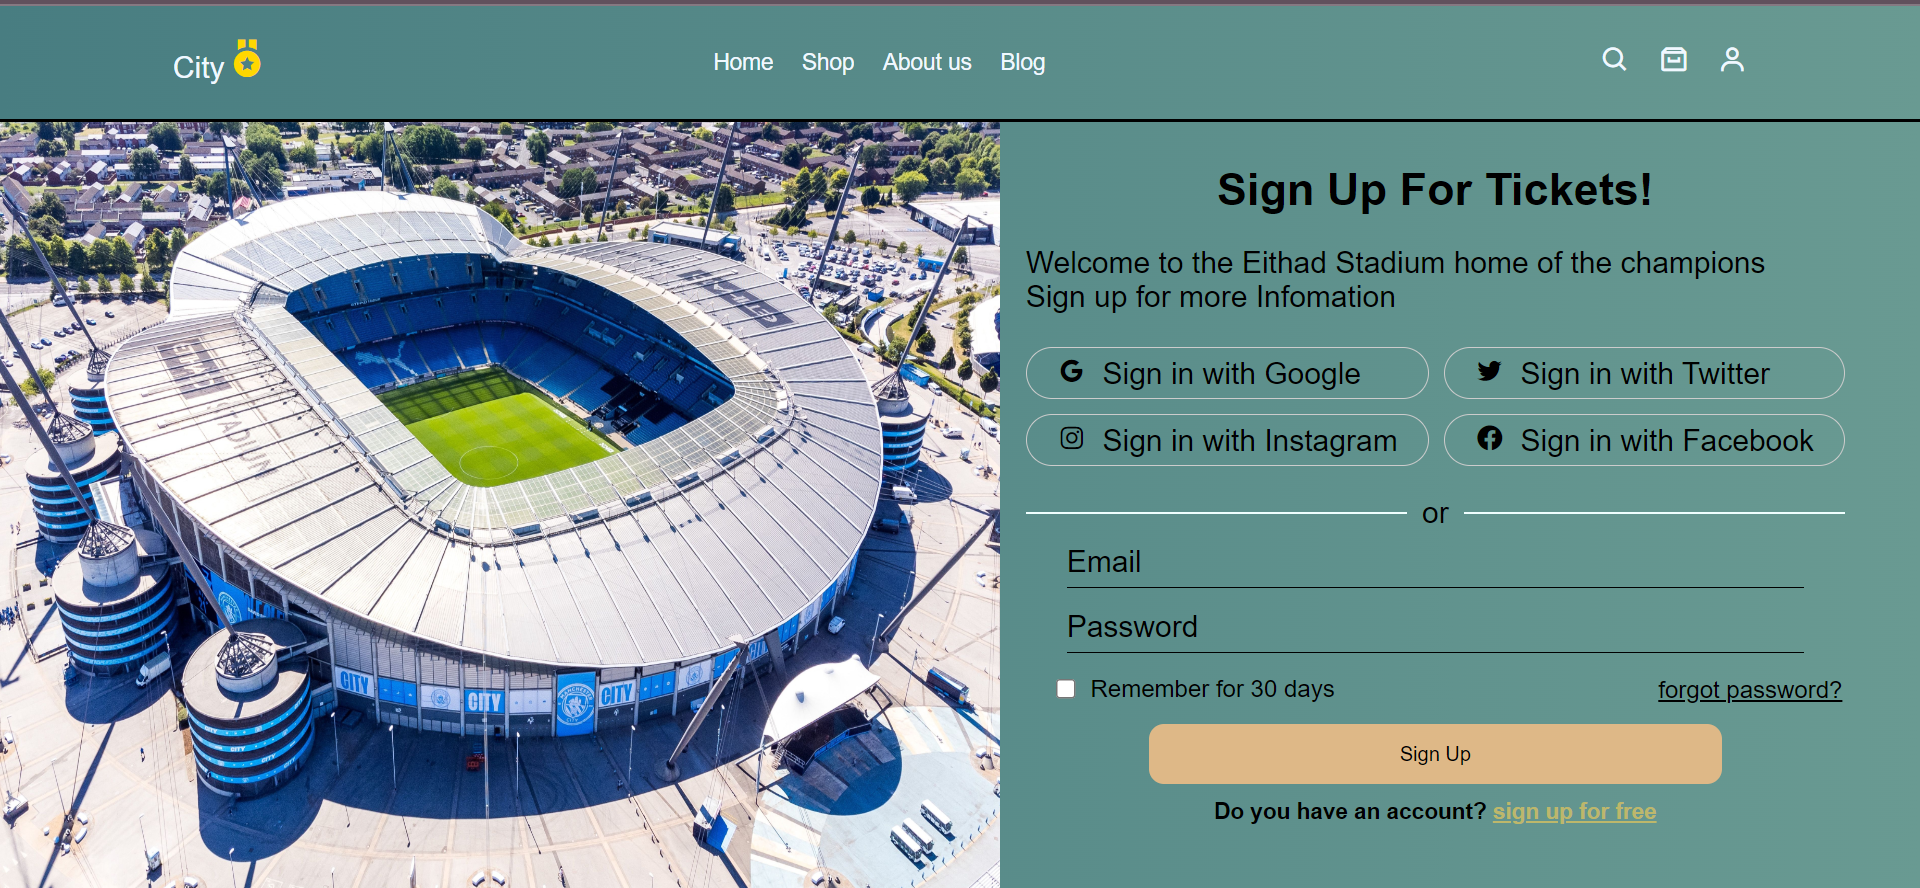 City
Home Shop About us Blog
Sign Up For Tickets!
Welcome to the Eithad Stadium home of the champions
Sign up for more Infomation
Sign in with Google
Sign in with Twitter
Sign in with Instagram
Sign in with Facebook
or
Email
Password
Remember for 30 days
forgot password?
Sign Up
Do you have an account? sign up for free
CITY
CITY
CITY
MANCHESTER
CITY